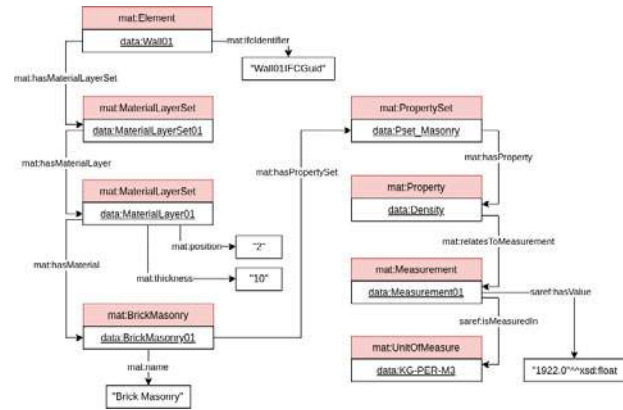 mat:Element
data:Wall01
mat:ifcIdentifier
"Wall01IFCGuid"
mat:hasMaterialLayerSet
mat:MaterialLayerSet
data:MaterialLayerSet01
mat:hasMaterialLayer
mat:MaterialLayerSet
data:MaterialLayer01
mat:position
"2"
mat:thickness
"10"
mat:hasMaterial
mat:BrickMasonry
data:BrickMasonry01
mat:name
"Brick Masonry"
mat:hasPropertySet
mat:PropertySet
data:Pset_Masonry
mat:hasProperty
mat:Property
data:Density
mat:relatesToMeasurement
mat:Measurement
data:Measurement01
saref:hasValue
saref:isMeasuredIn
mat:UnitOfMeasure
data:KG-PER-M3
"1922.0"^^xsd:float